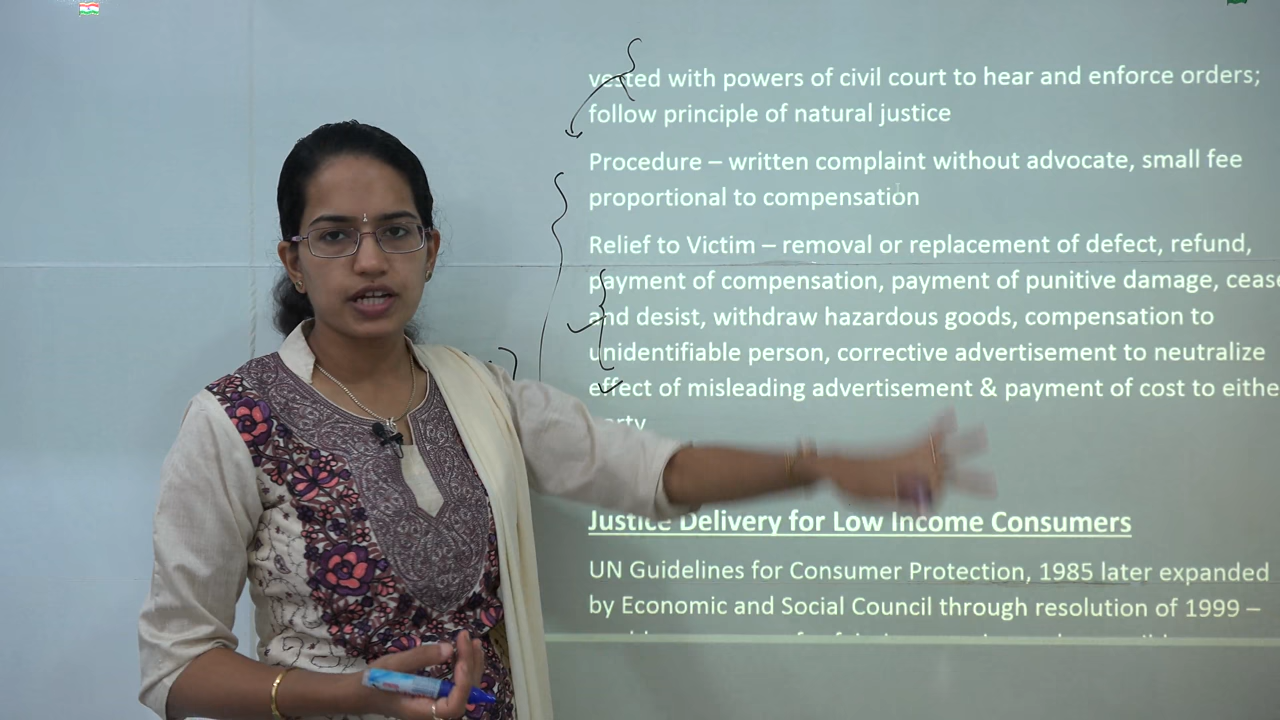 vested with powers of civil court to hear and enforce orders;
follow principle of natural justice
Procedure – written complaint without advocate, small fee
proportional to compensation
Relief to Victim – removal or replacement of defect, refund,
payment of compensation, payment of punitive damage, cease
and desist, withdraw hazardous goods, compensation to
unidentifiable person, corrective advertisement to neutralize
effect of misleading advertisement & payment of cost to eithe
party
Justice Delivery for Low Income Consumers
UN Guidelines for Consumer Protection, 1985 later expanded
by Economic and Social Council through resolution of 1999 –